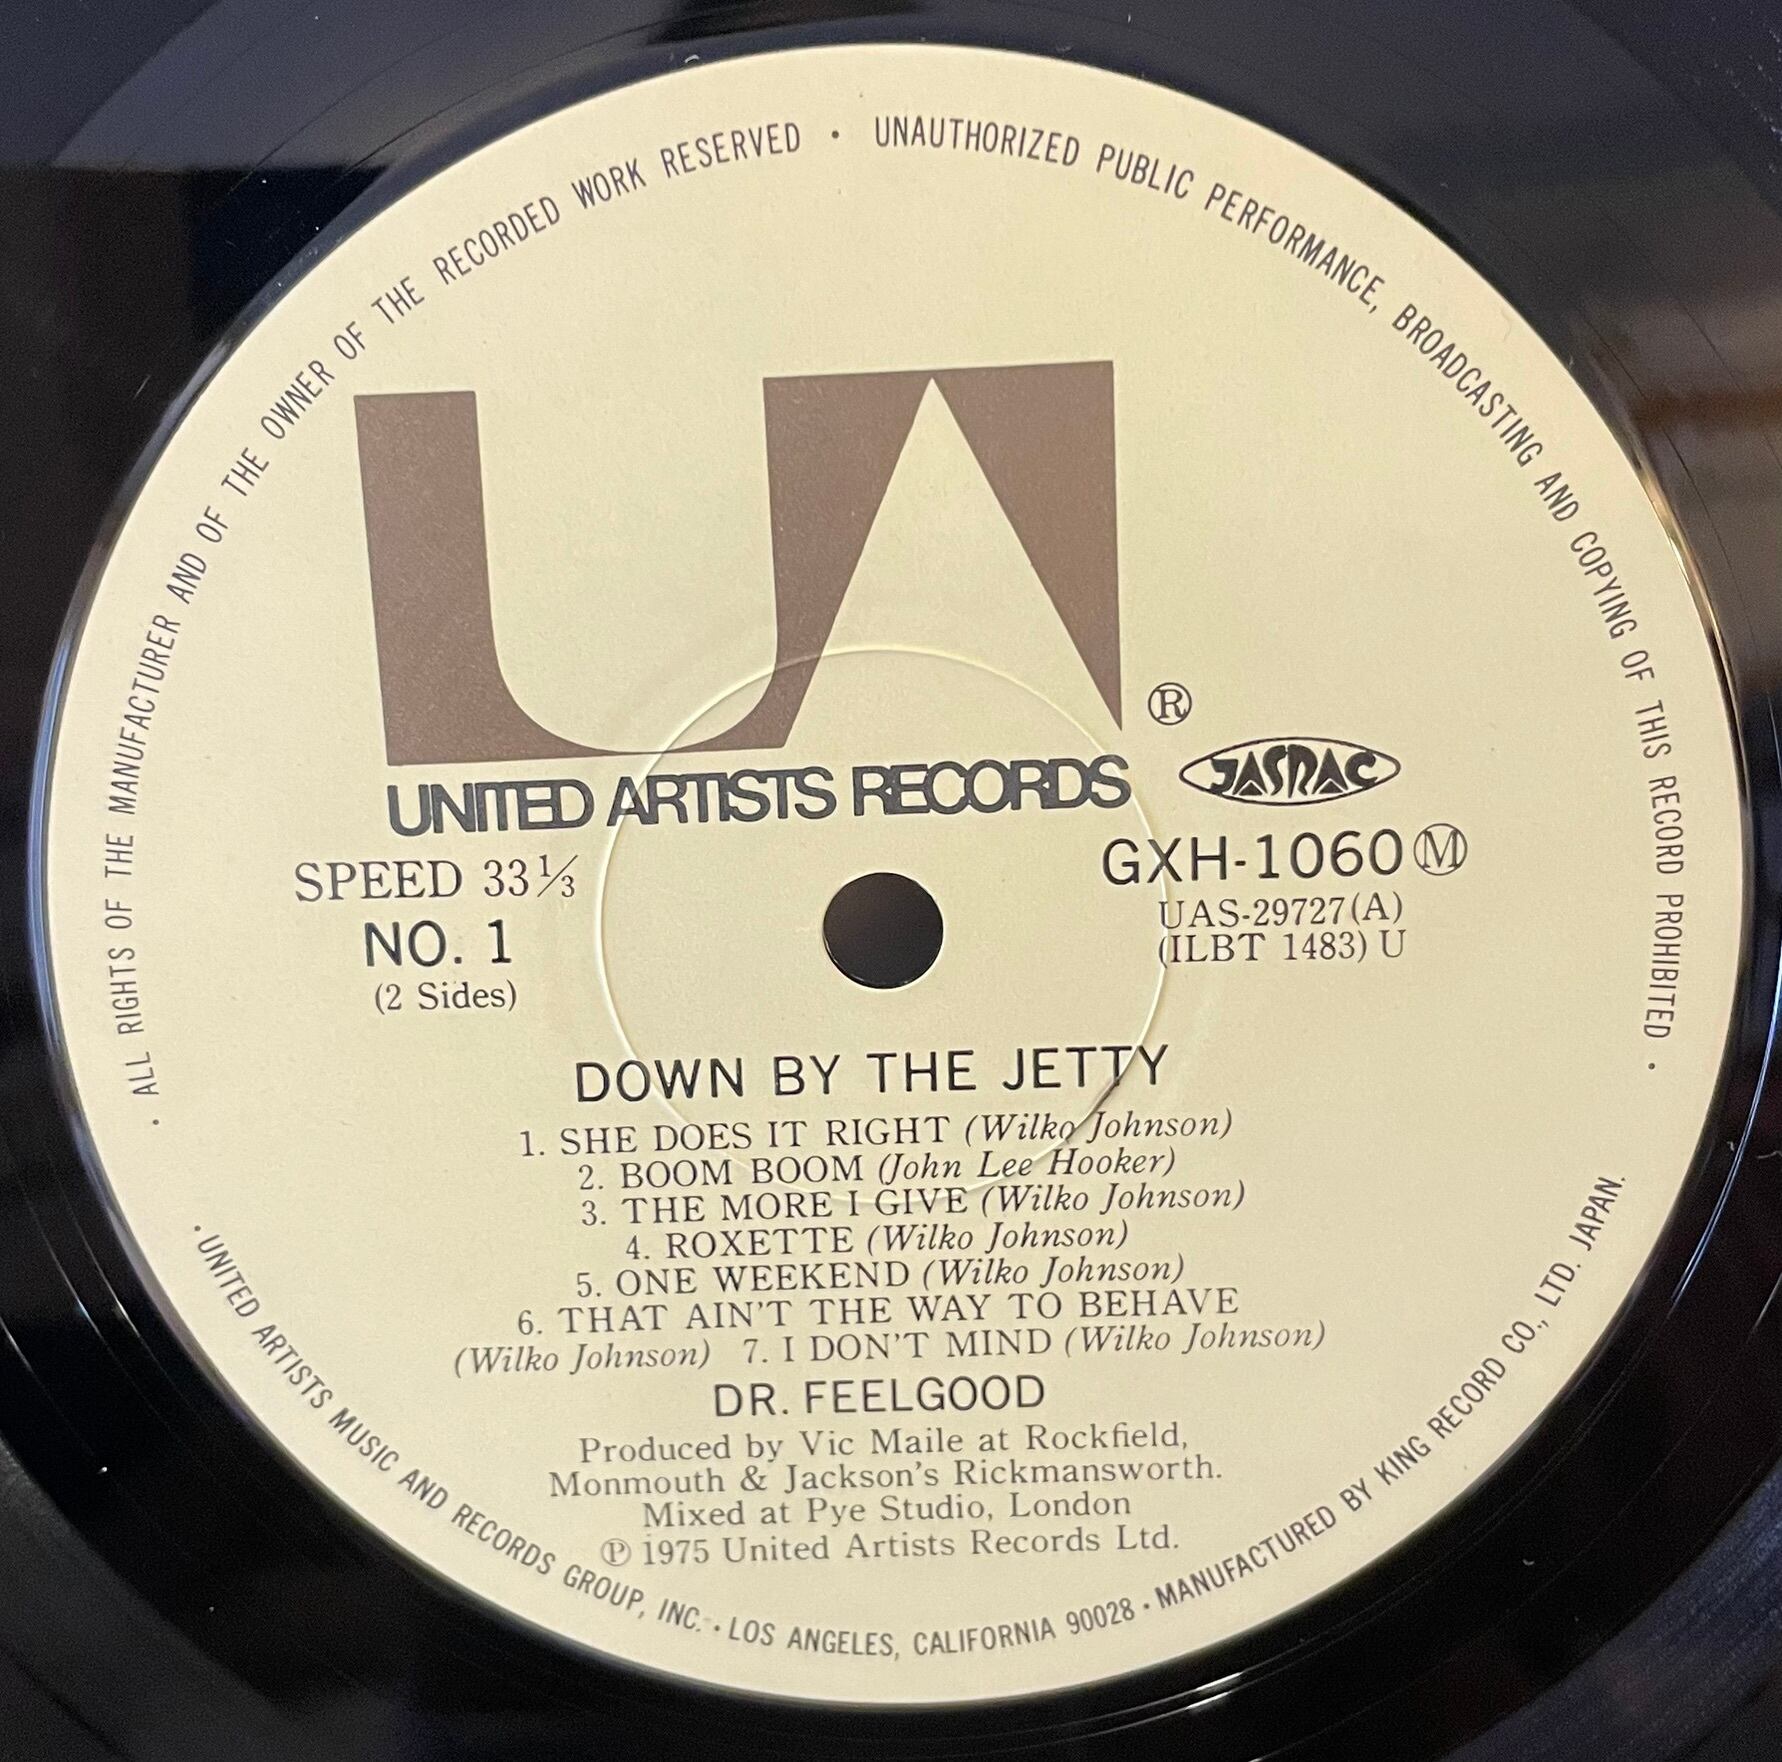 · ALL RIGHTS OF THE MANUFACTURER AND OF THE OWNER OF THE RECORDED WORK RESERVED · UNAUTHORIZED PUBLIC PERFORMANCE, BROADCASTING AND COPYING OF THIS RECORD PROHIBITED ·
UA ®
UNITED ARTISTS RECORDS
JASRAC
SPEED 33 1/3
GXH-1060 Ⓜ
NO. 1
UAS-29727(A)
(ILBT 1483) U
(2 Sides)
DOWN BY THE JETTY
1. SHE DOES IT RIGHT (Wilko Johnson)
2. BOOM BOOM (John Lee Hooker)
3. THE MORE I GIVE (Wilko Johnson)
4. ROXETTE (Wilko Johnson)
5. ONE WEEKEND (Wilko Johnson)
6. THAT AIN'T THE WAY TO BEHAVE
(Wilko Johnson) 7. I DON'T MIND (Wilko Johnson)
DR. FEELGOOD
Produced by Vic Maile at Rockfield,
Monmouth & Jackson's Rickmansworth.
Mixed at Pye Studio, London
℗ 1975 United Artists Records Ltd.
· UNITED ARTISTS MUSIC AND RECORDS GROUP, INC. · LOS ANGELES, CALIFORNIA 90028 · MANUFACTURED BY KING RECORD CO., LTD. JAPAN.